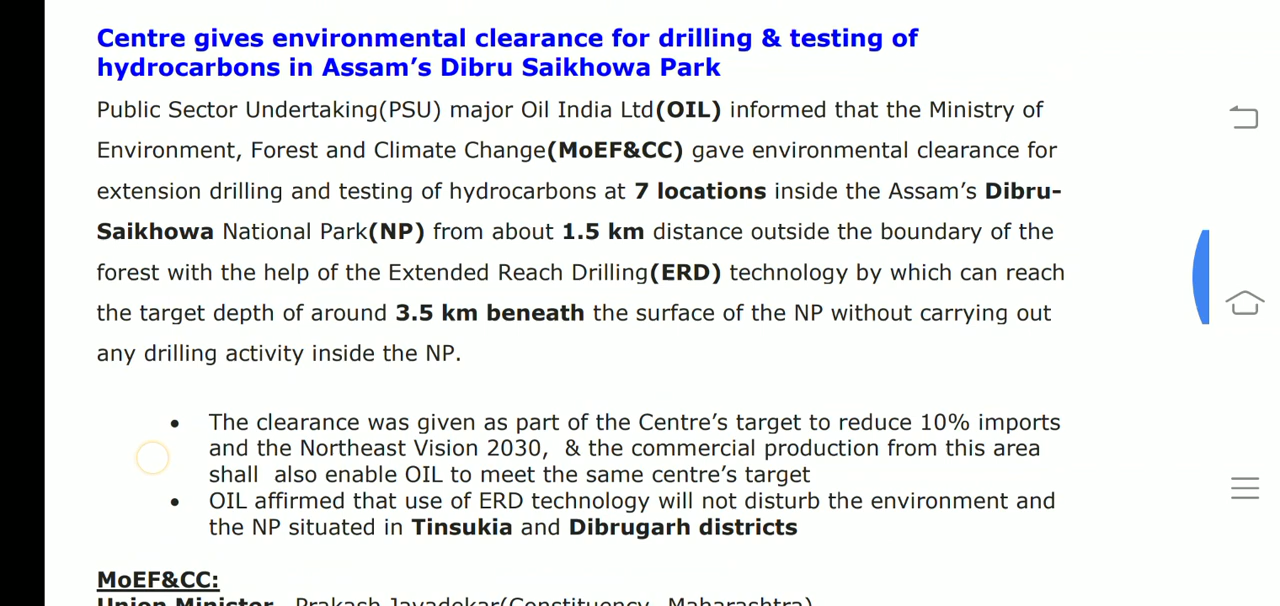 Centre gives environmental clearance for drilling & testing of
hydrocarbons in Assam’s Dibru Saikhowa Park
Public Sector Undertaking(PSU) major Oil India Ltd(OIL) informed that the Ministry of
Environment, Forest and Climate Change(MoEF&CC) gave environmental clearance for
extension drilling and testing of hydrocarbons at 7 locations inside the Assam’s Dibru-
Saikhowa National Park(NP) from about 1.5 km distance outside the boundary of the
forest with the help of the Extended Reach Drilling(ERD) technology by which can reach
the target depth of around 3.5 km beneath the surface of the NP without carrying out
any drilling activity inside the NP.
• The clearance was given as part of the Centre’s target to reduce 10% imports
and the Northeast Vision 2030, & the commercial production from this area
shall also enable OIL to meet the same centre’s target
• OIL affirmed that use of ERD technology will not disturb the environment and
the NP situated in Tinsukia and Dibrugarh districts
MoEF&CC:
Union Minister- Prakash Javadekar(Constituency- Maharashtra)